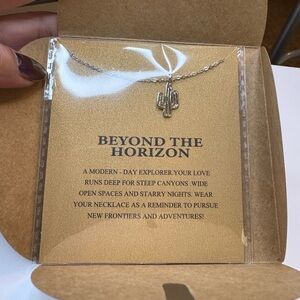 BEYOND THE
HORIZON
A MODERN - DAY EXPLORER.YOUR LOVE
RUNS DEEP FOR STEEP CANYONS .WIDE
OPEN SPACES AND STARRY NIGHTS. WEAR
YOUR NECKLACE AS A REMINDER TO PURSUE
NEW FRONTIERS AND ADVENTURES!